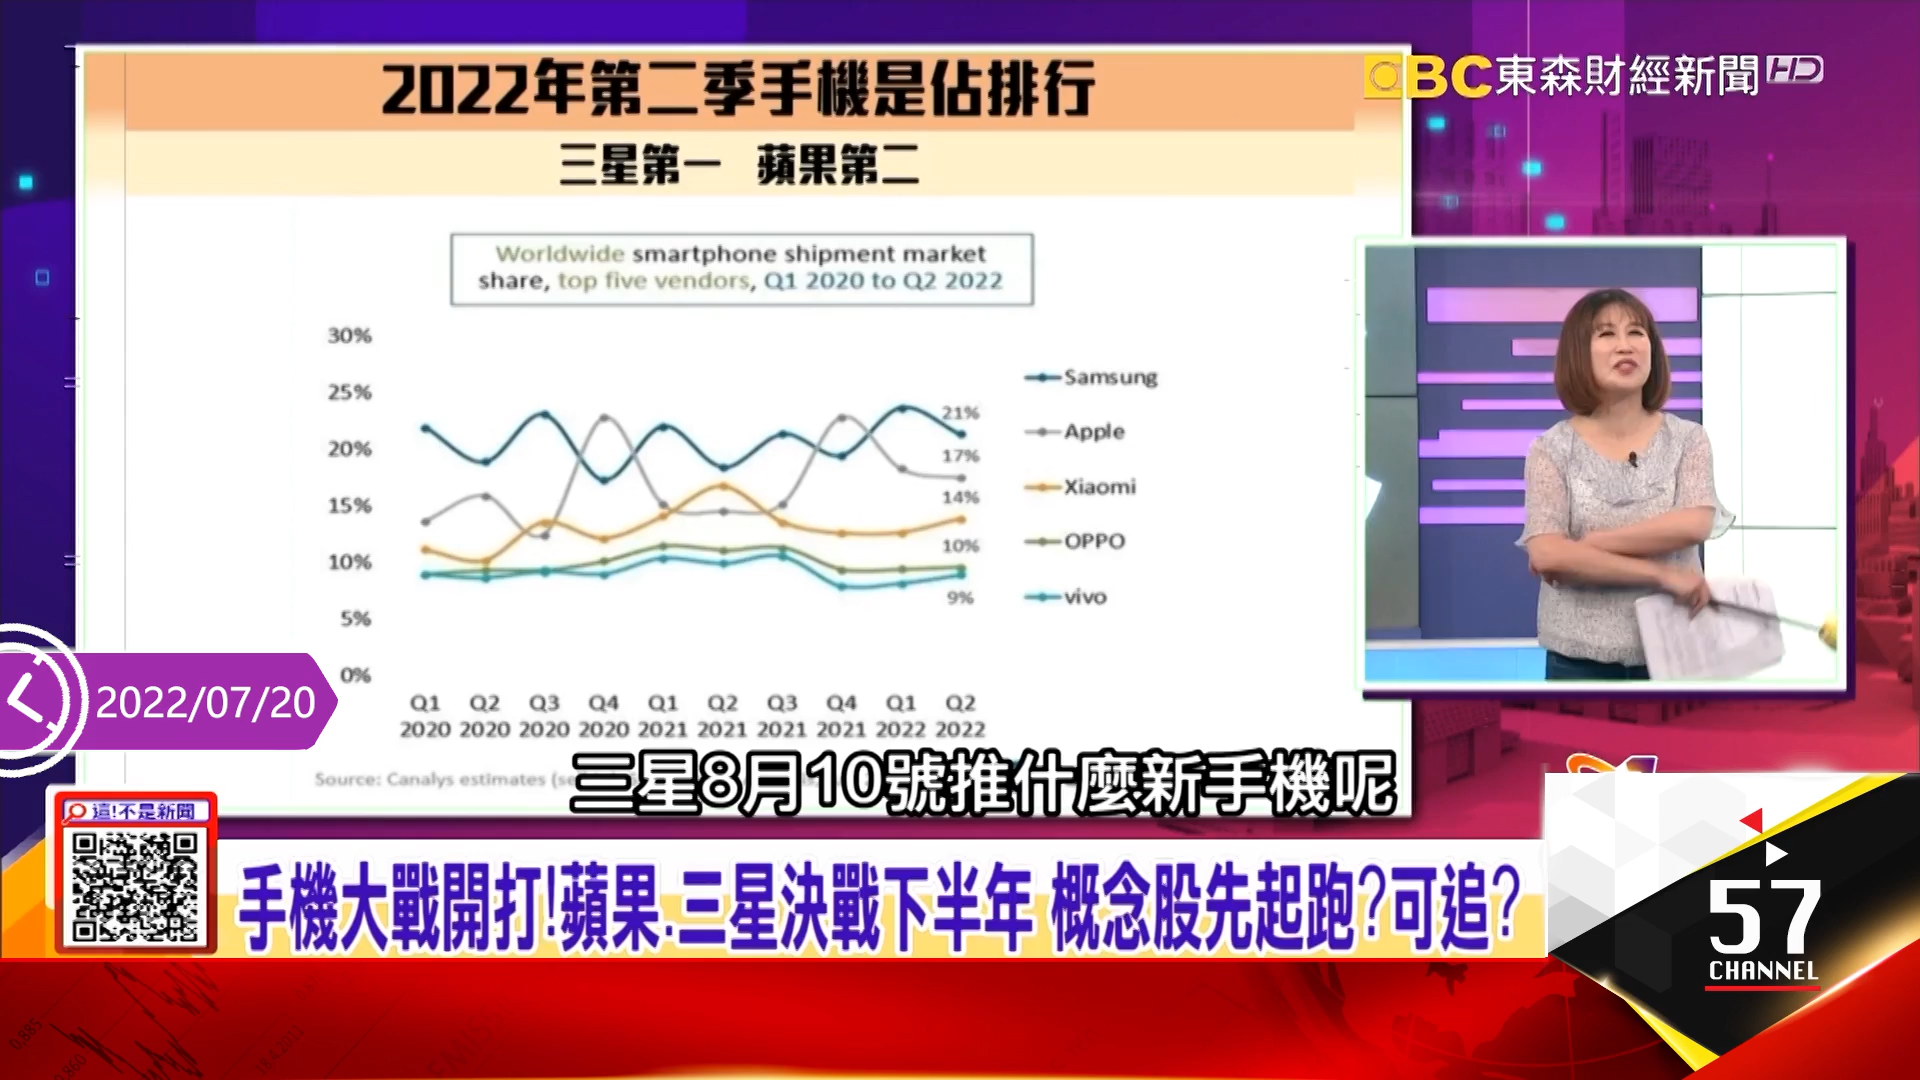 2022年第二季手機是佔排行
三星第一 蘋果第二
EBC東森財經新聞HD
Worldwide smartphone shipment market
share, top five vendors, Q1 2020 to Q2 2022
30%
25%
20%
15%
10%
5%
0%
21%
17%
14%
10%
9%
Samsung
Apple
Xiaomi
OPPO
vivo
Q1 Q2 Q3 Q4 Q1 Q2 Q3 Q4 Q1 Q2
2020 2020 2020 2020 2021 2021 2021 2021 2022 2022
2022/07/20
Source: Canalys estimates
三星8月10號推什麼新手機呢
這!不是新聞
手機大戰開打!蘋果.三星決戰下半年 概念股先起跑?可追?
57
CHANNEL